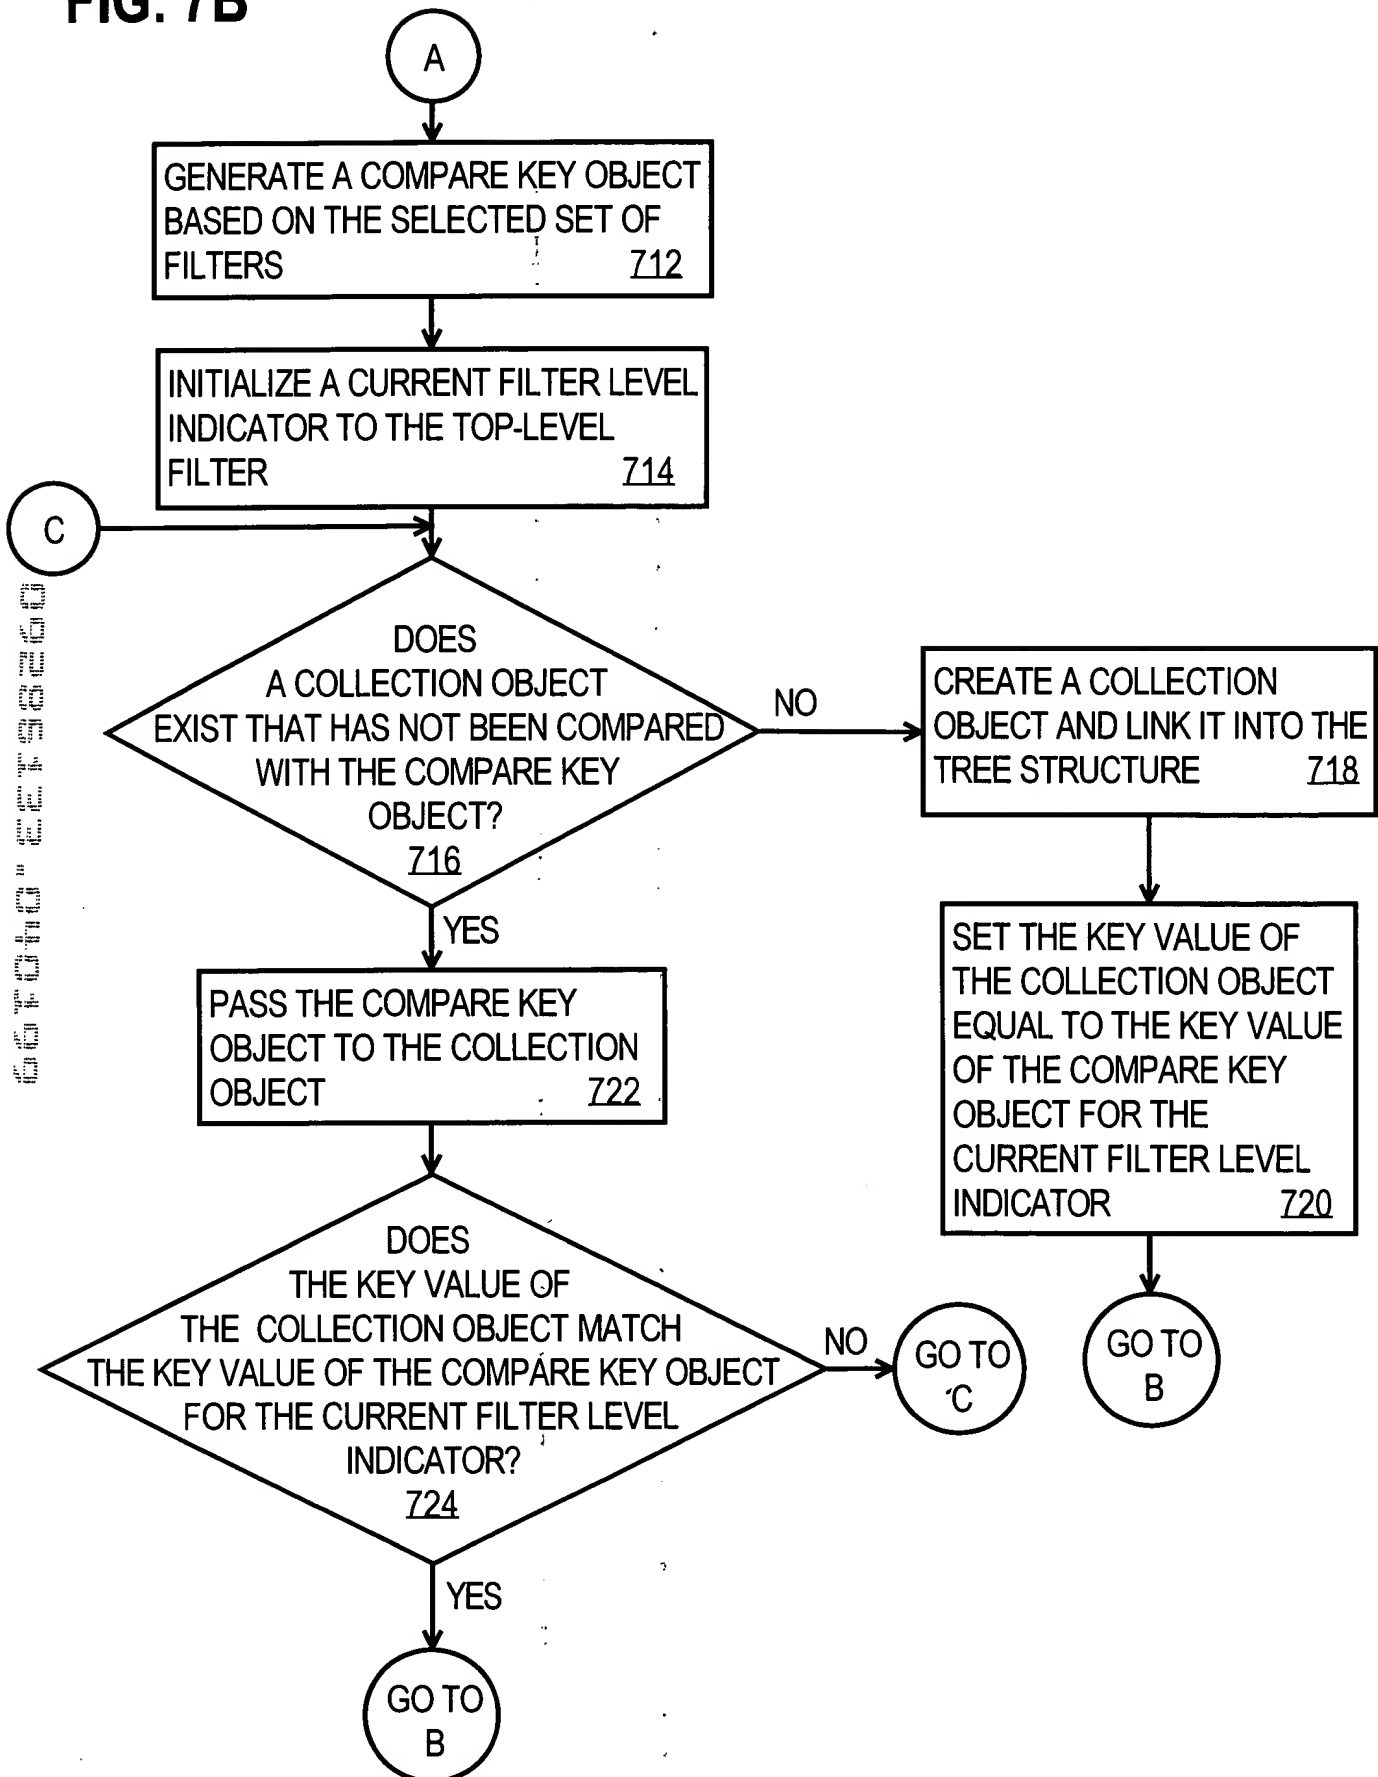 FIG. 7B
A
GENERATE A COMPARE KEY OBJECT
BASED ON THE SELECTED SET OF
FILTERS 712
INITIALIZE A CURRENT FILTER LEVEL
INDICATOR TO THE TOP-LEVEL
FILTER 714
C
DOES
A COLLECTION OBJECT
EXIST THAT HAS NOT BEEN COMPARED
WITH THE COMPARE KEY
OBJECT?
716
NO
CREATE A COLLECTION
OBJECT AND LINK IT INTO THE
TREE STRUCTURE 718
YES
SET THE KEY VALUE OF
THE COLLECTION OBJECT
EQUAL TO THE KEY VALUE
OF THE COMPARE KEY
OBJECT FOR THE
CURRENT FILTER LEVEL
INDICATOR 720
PASS THE COMPARE KEY
OBJECT TO THE COLLECTION
OBJECT 722
DOES
THE KEY VALUE OF
THE COLLECTION OBJECT MATCH
THE KEY VALUE OF THE COMPARE KEY OBJECT
FOR THE CURRENT FILTER LEVEL
INDICATOR?
724
NO
GO TO
C
GO TO
B
YES
GO TO
B